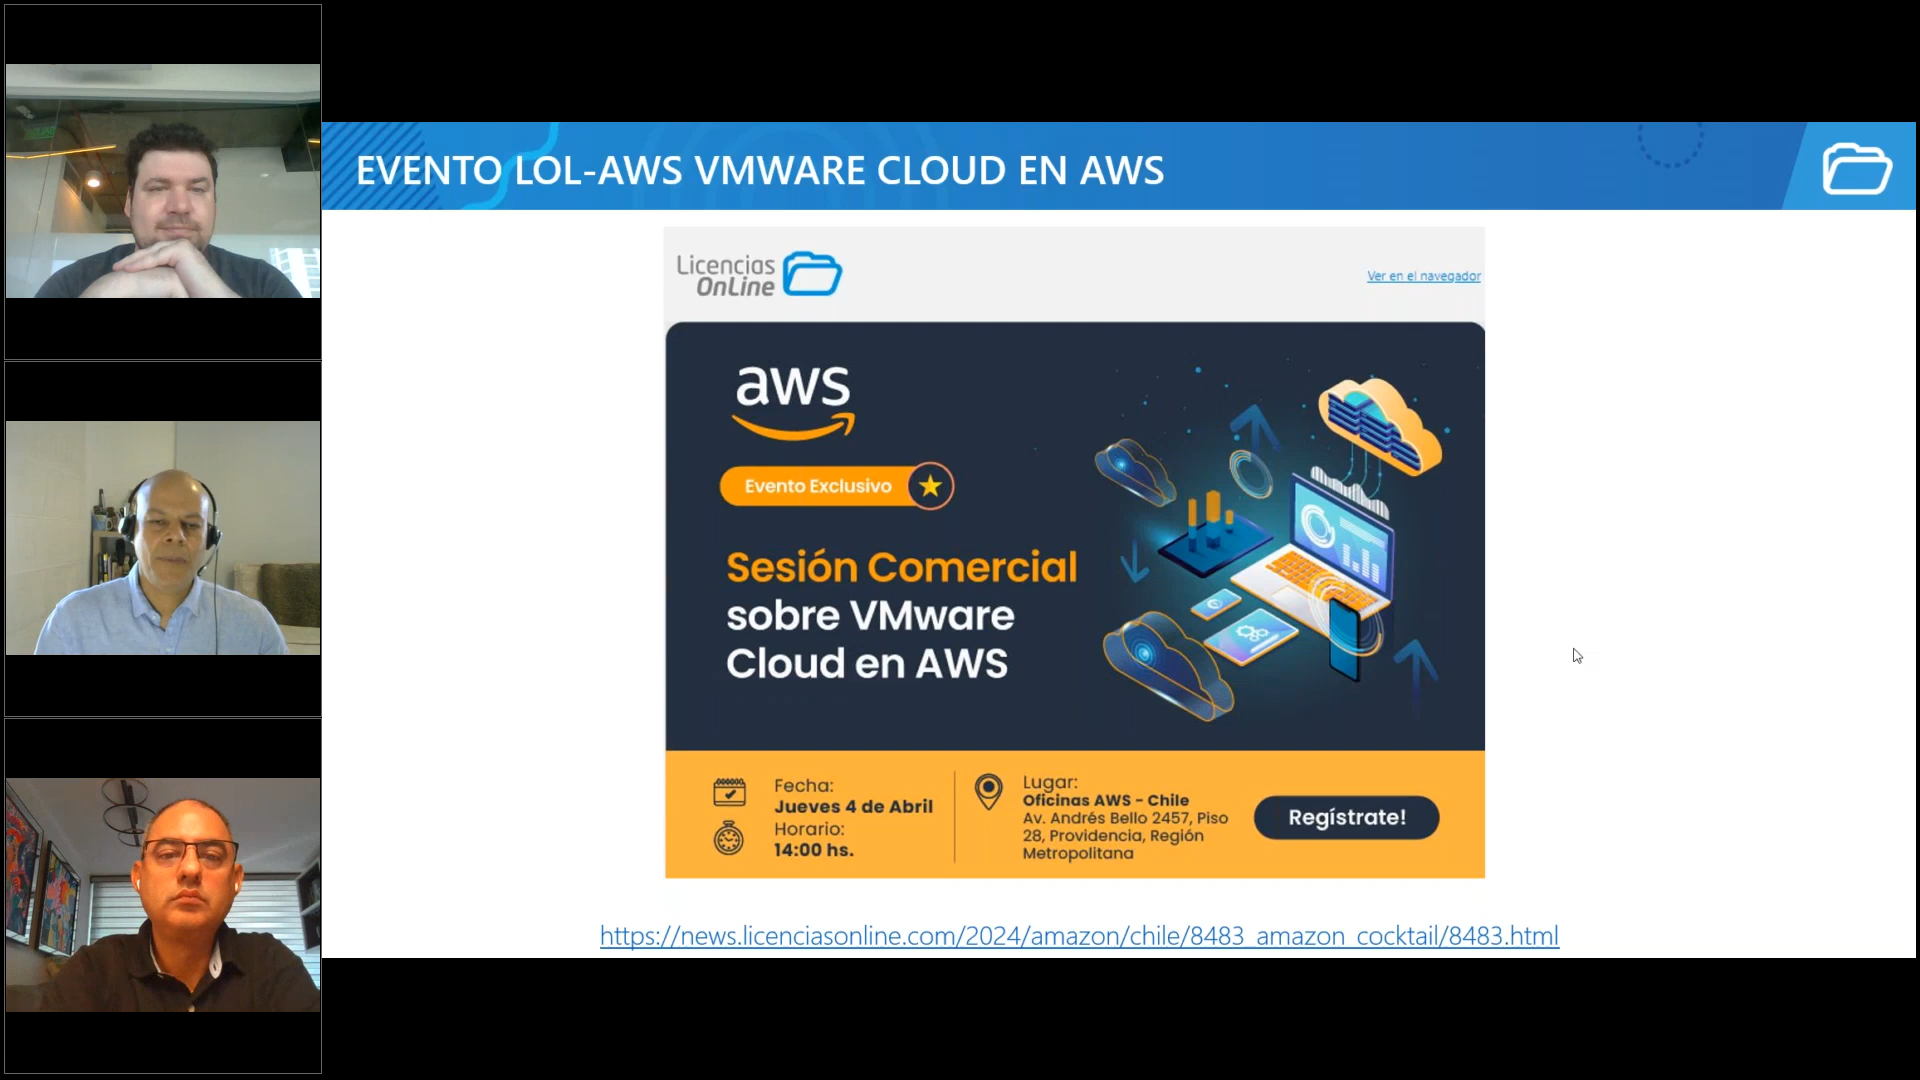 EVENTO LOL-AWS VMWARE CLOUD EN AWS
Licencias
OnLine
Ver en el navegador
aws
Evento Exclusivo
Sesión Comercial
sobre VMware
Cloud en AWS
Fecha:
Jueves 4 de Abril
Horario:
14:00 hs.
Lugar:
Oficinas AWS - Chile
Av. Andrés Bello 2457, Piso
28, Providencia, Región
Metropolitana
Regístrate!
https://news.licenciasonline.com/2024/amazon/chile/8483_amazon_cocktail/8483.html